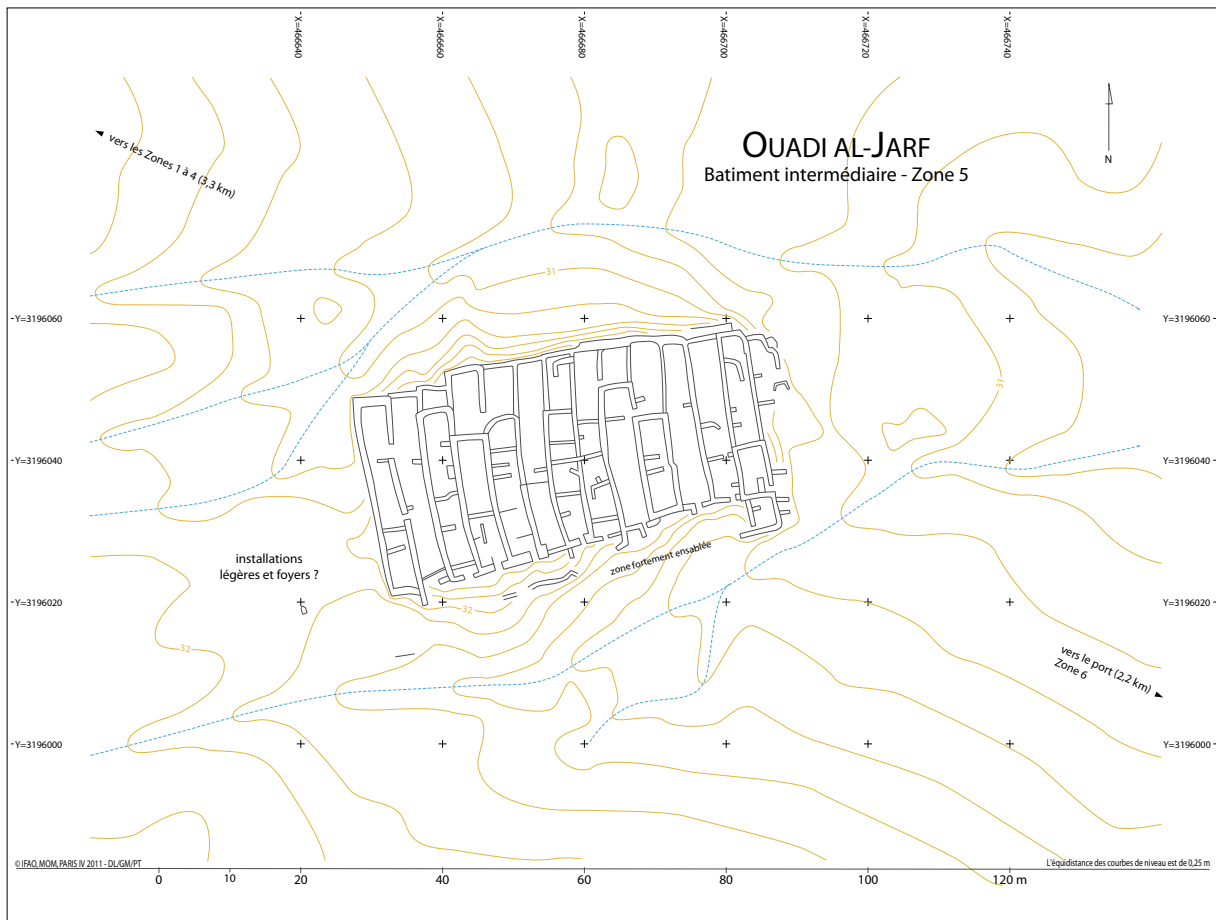 X=466640
X=466660
X=466680
X=466700
X=466720
X=466740
OUADI AL-JARF
Batiment intermédiaire - Zone 5
vers les Zones 1 à 4 (3,3 km)
N
31
Y=3196060
Y=3196060
31
Y=3196040
Y=3196040
zone fortement ensablée
installations
légères et foyers ?
Y=3196020
32
Y=3196020
32
vers le port (2,2 km)
Zone 6
Y=3196000
Y=3196000
© IFAO, MOM, PARIS IV 2011 - DL/GM/PT
L'équidistance des courbes de niveau est de 0,25 m
0 10 20 40 60 80 100 120 m